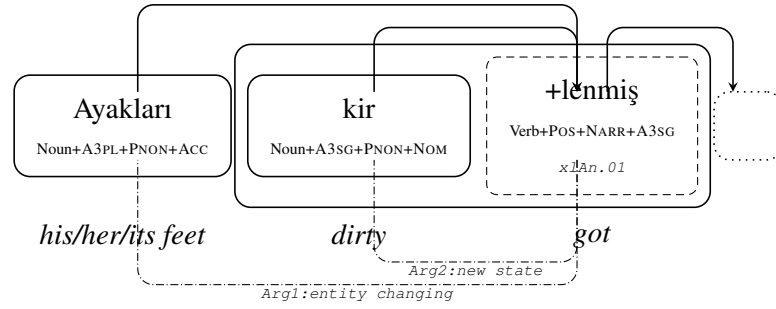 Ayakları kir +lenmiş
Noun+A3PL+PNON+ACC Noun+A3SG+PNON+NOM Verb+POS+NARR+A3SG
xlAn.01
his/her/its feet dirty got
Arg2:new state
Arg1:entity changing